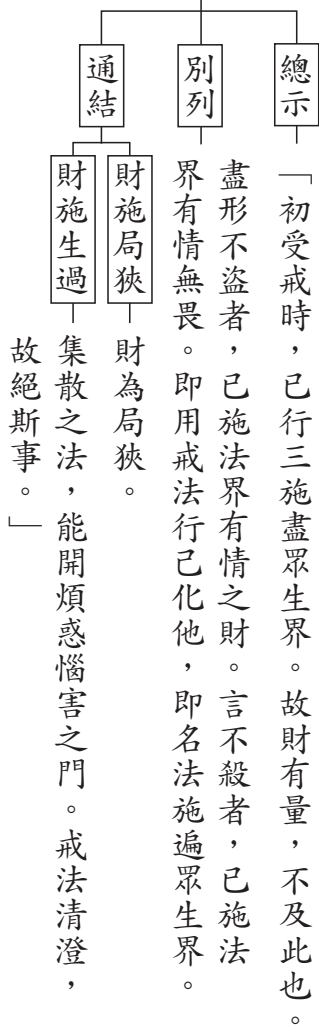 總示
「初受戒時，已行三施盡眾生界。故財有量，不及此也。
別列
盡形不盜者，已施法界有情之財。言不殺者，已施法
界有情無畏。即用戒法行己化他，即名法施遍眾生界。
通結
財施局狹
財為局狹。
財施生過
集散之法，能開煩惑惱害之門。戒法清澄，
故絕斯事。」